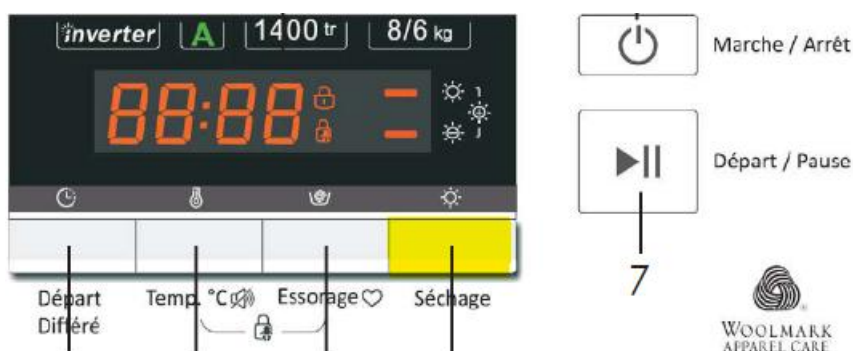 inverter A 1400 tr 8/6 kg
Marche / Arrêt
88:88
Départ / Pause
7
Départ Différé
Temp. °C
Essorage
Séchage
WOOLMARK
APPAREL CARE